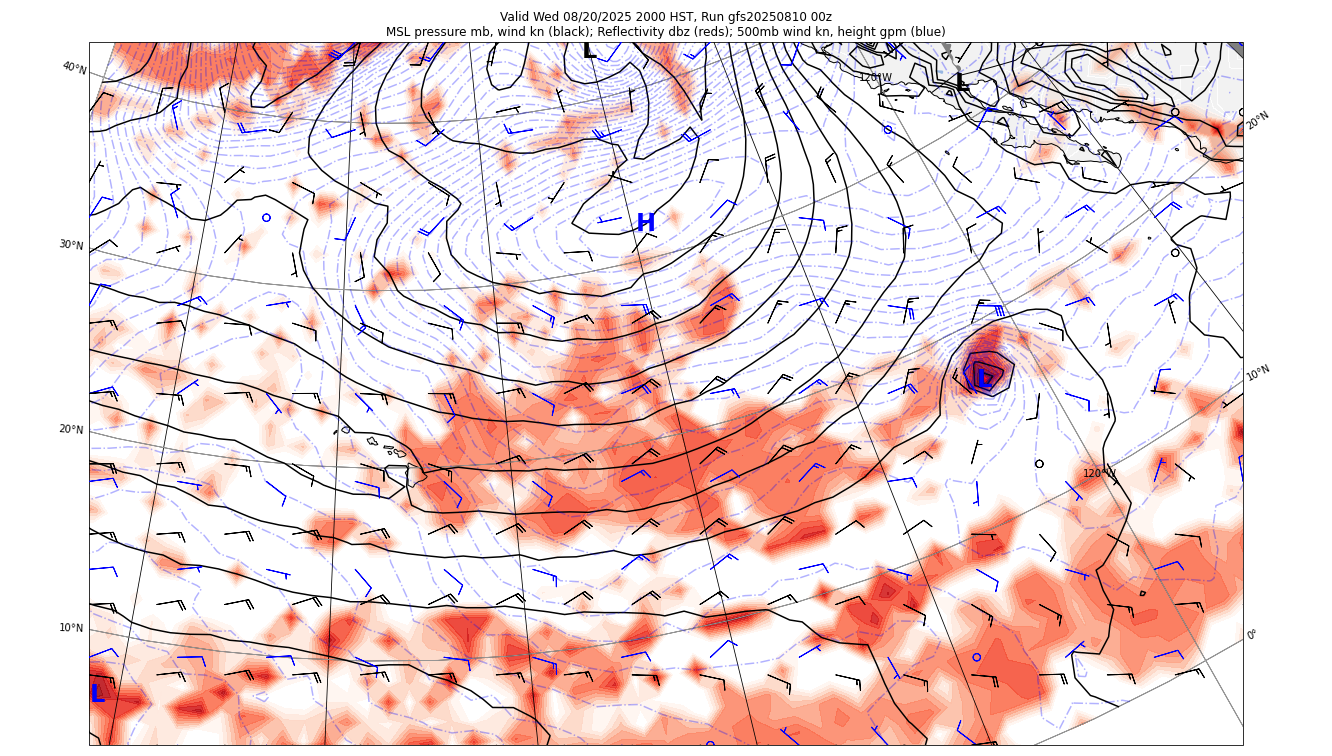 Valid Wed 08/20/2025 2000 HST, Run gfs20250810 00z
MSL pressure mb, wind kn (black); Reflectivity dbz (reds); 500mb wind kn, height gpm (blue)
L
40°N
120°W
L
20°N
H
30°N
L
10°N
20°N
120°W
10°N
0°
L